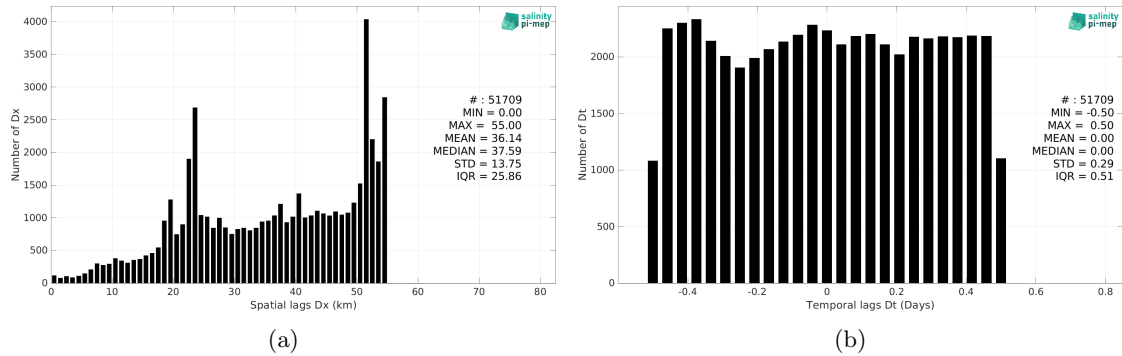 salinity
pi-mep
4000
3500
3000
2500
2000
1500
1000
500
0
Number of Dx
# : 51709
MIN = 0.00
MAX = 55.00
MEAN = 36.14
MEDIAN = 37.59
STD = 13.75
IQR = 25.86
0 10 20 30 40 50 60 70 80
Spatial lags Dx (km)
(a)
salinity
pi-mep
2000
1500
1000
500
0
Number of Dt
# : 51709
MIN = -0.50
MAX = 0.50
MEAN = 0.00
MEDIAN = 0.00
STD = 0.29
IQR = 0.51
-0.4 -0.2 0 0.2 0.4 0.6 0.8
Temporal lags Dt (Days)
(b)